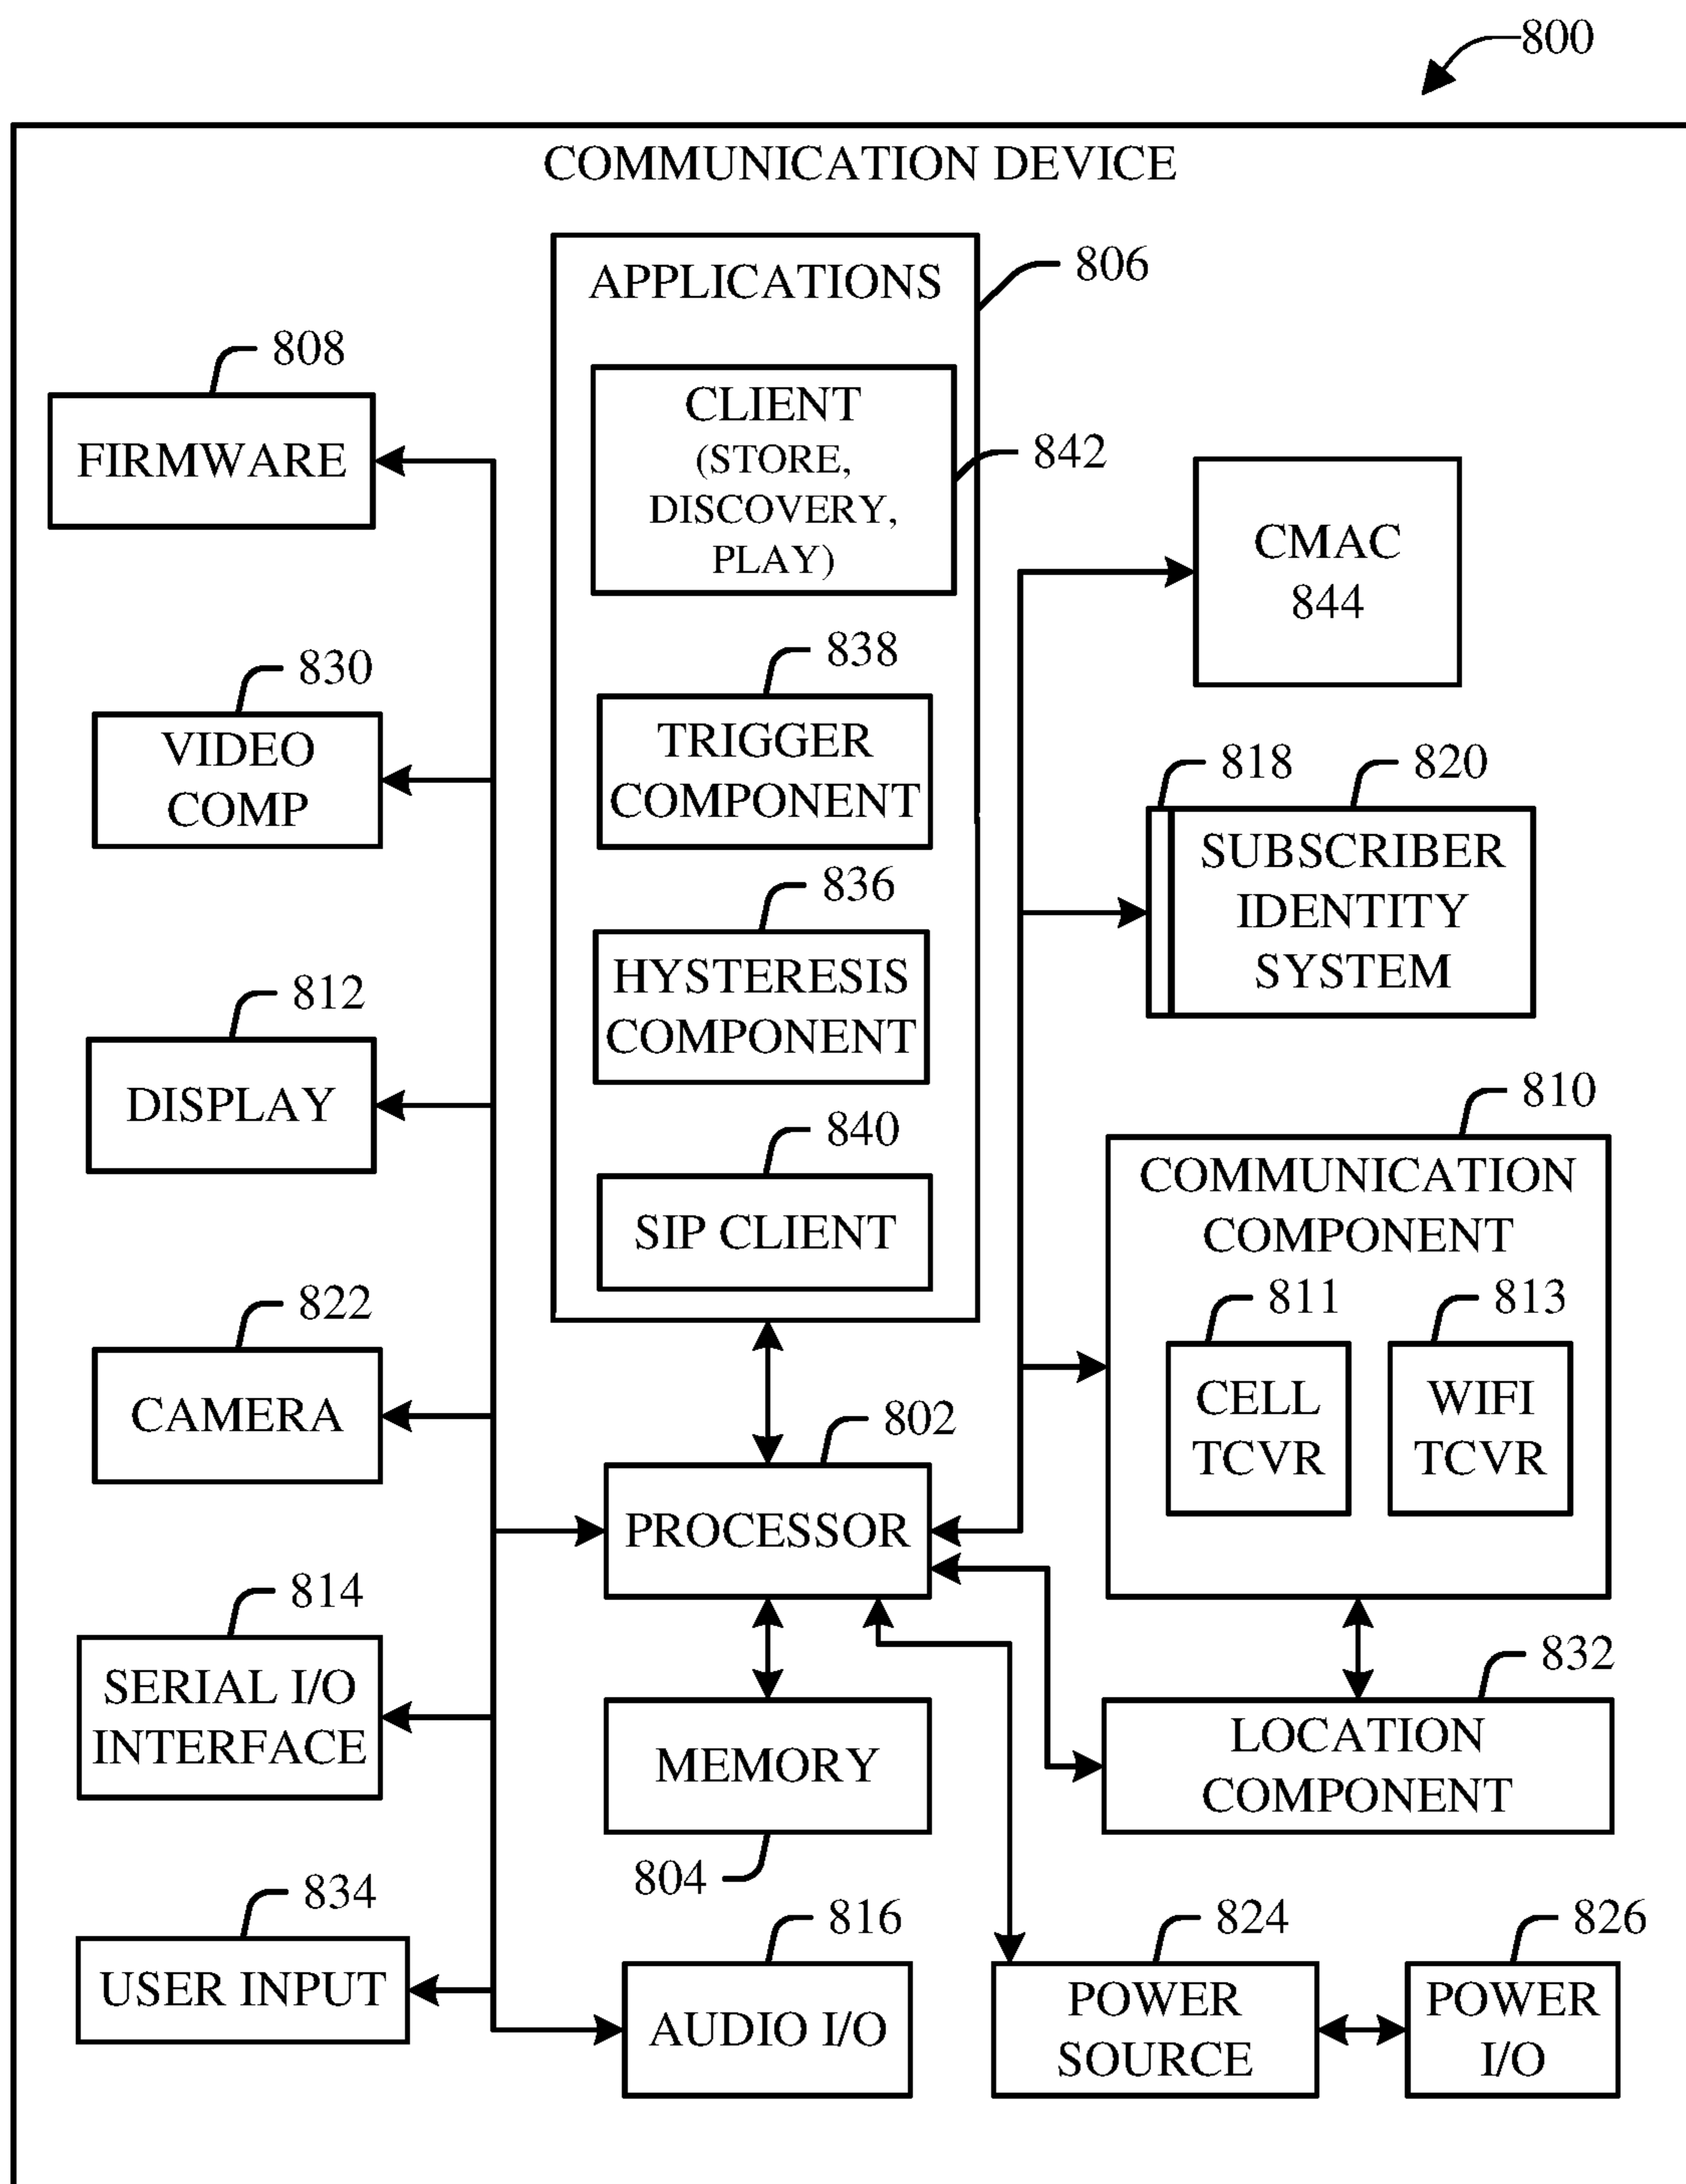 800
COMMUNICATION DEVICE
APPLICATIONS
806
CLIENT
(STORE,
DISCOVERY,
PLAY)
842
838
TRIGGER
COMPONENT
836
HYSTERESIS
COMPONENT
840
SIP CLIENT
808
FIRMWARE
830
VIDEO
COMP
812
DISPLAY
822
CAMERA
814
SERIAL I/O
INTERFACE
834
USER INPUT
802
PROCESSOR
MEMORY
804
816
AUDIO I/O
CMAC
844
818
820
SUBSCRIBER
IDENTITY
SYSTEM
810
COMMUNICATION
COMPONENT
811
CELL
TCVR
813
WIFI
TCVR
832
LOCATION
COMPONENT
824
POWER
SOURCE
826
POWER
I/O